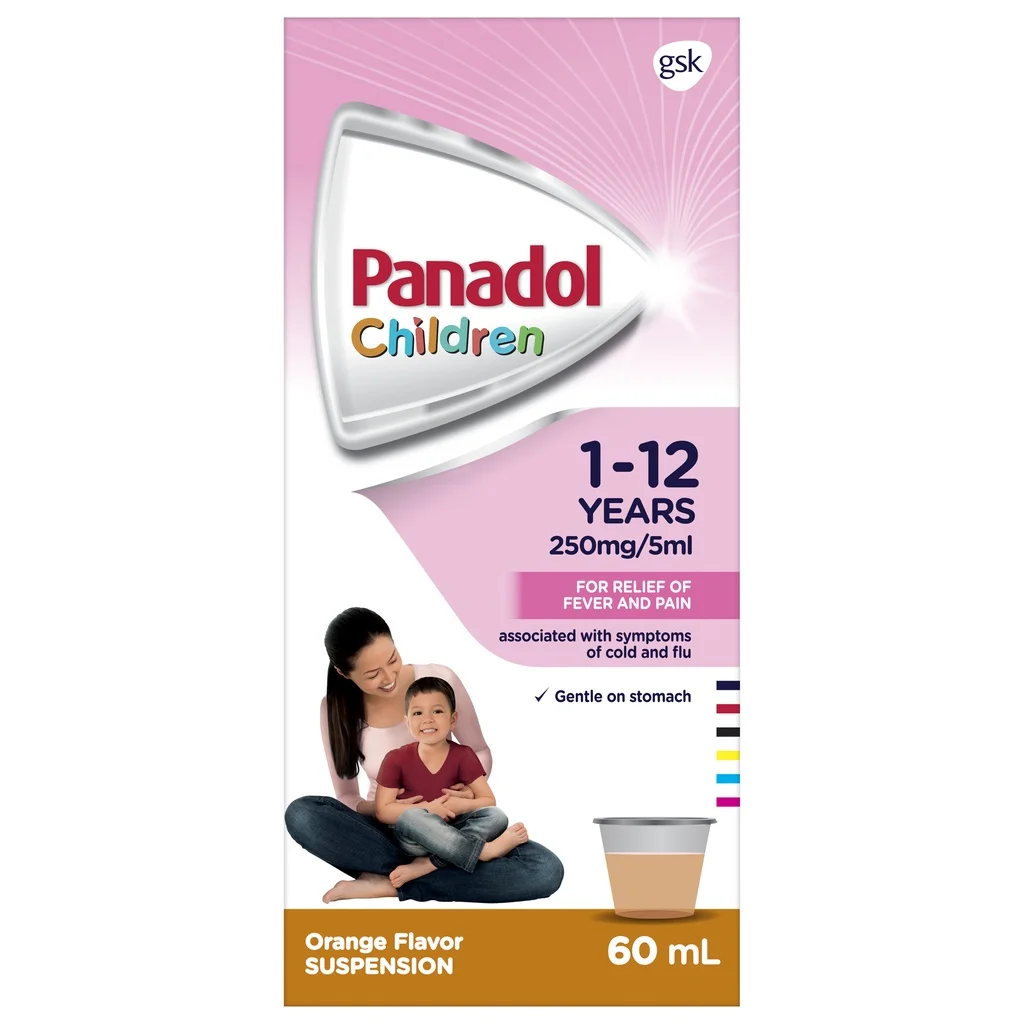 gsk
Panadol
Children
1-12
YEARS
250mg/5ml
FOR RELIEF OF
FEVER AND PAIN
associated with symptoms
of cold and flu
✓ Gentle on stomach
Orange Flavor
SUSPENSION
60 mL